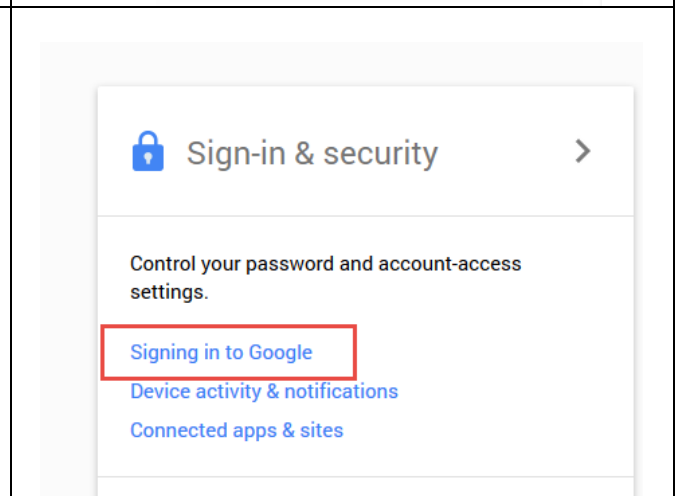 Sign-in & security
Control your password and account-access
settings.
Signing in to Google
Device activity & notifications
Connected apps & sites